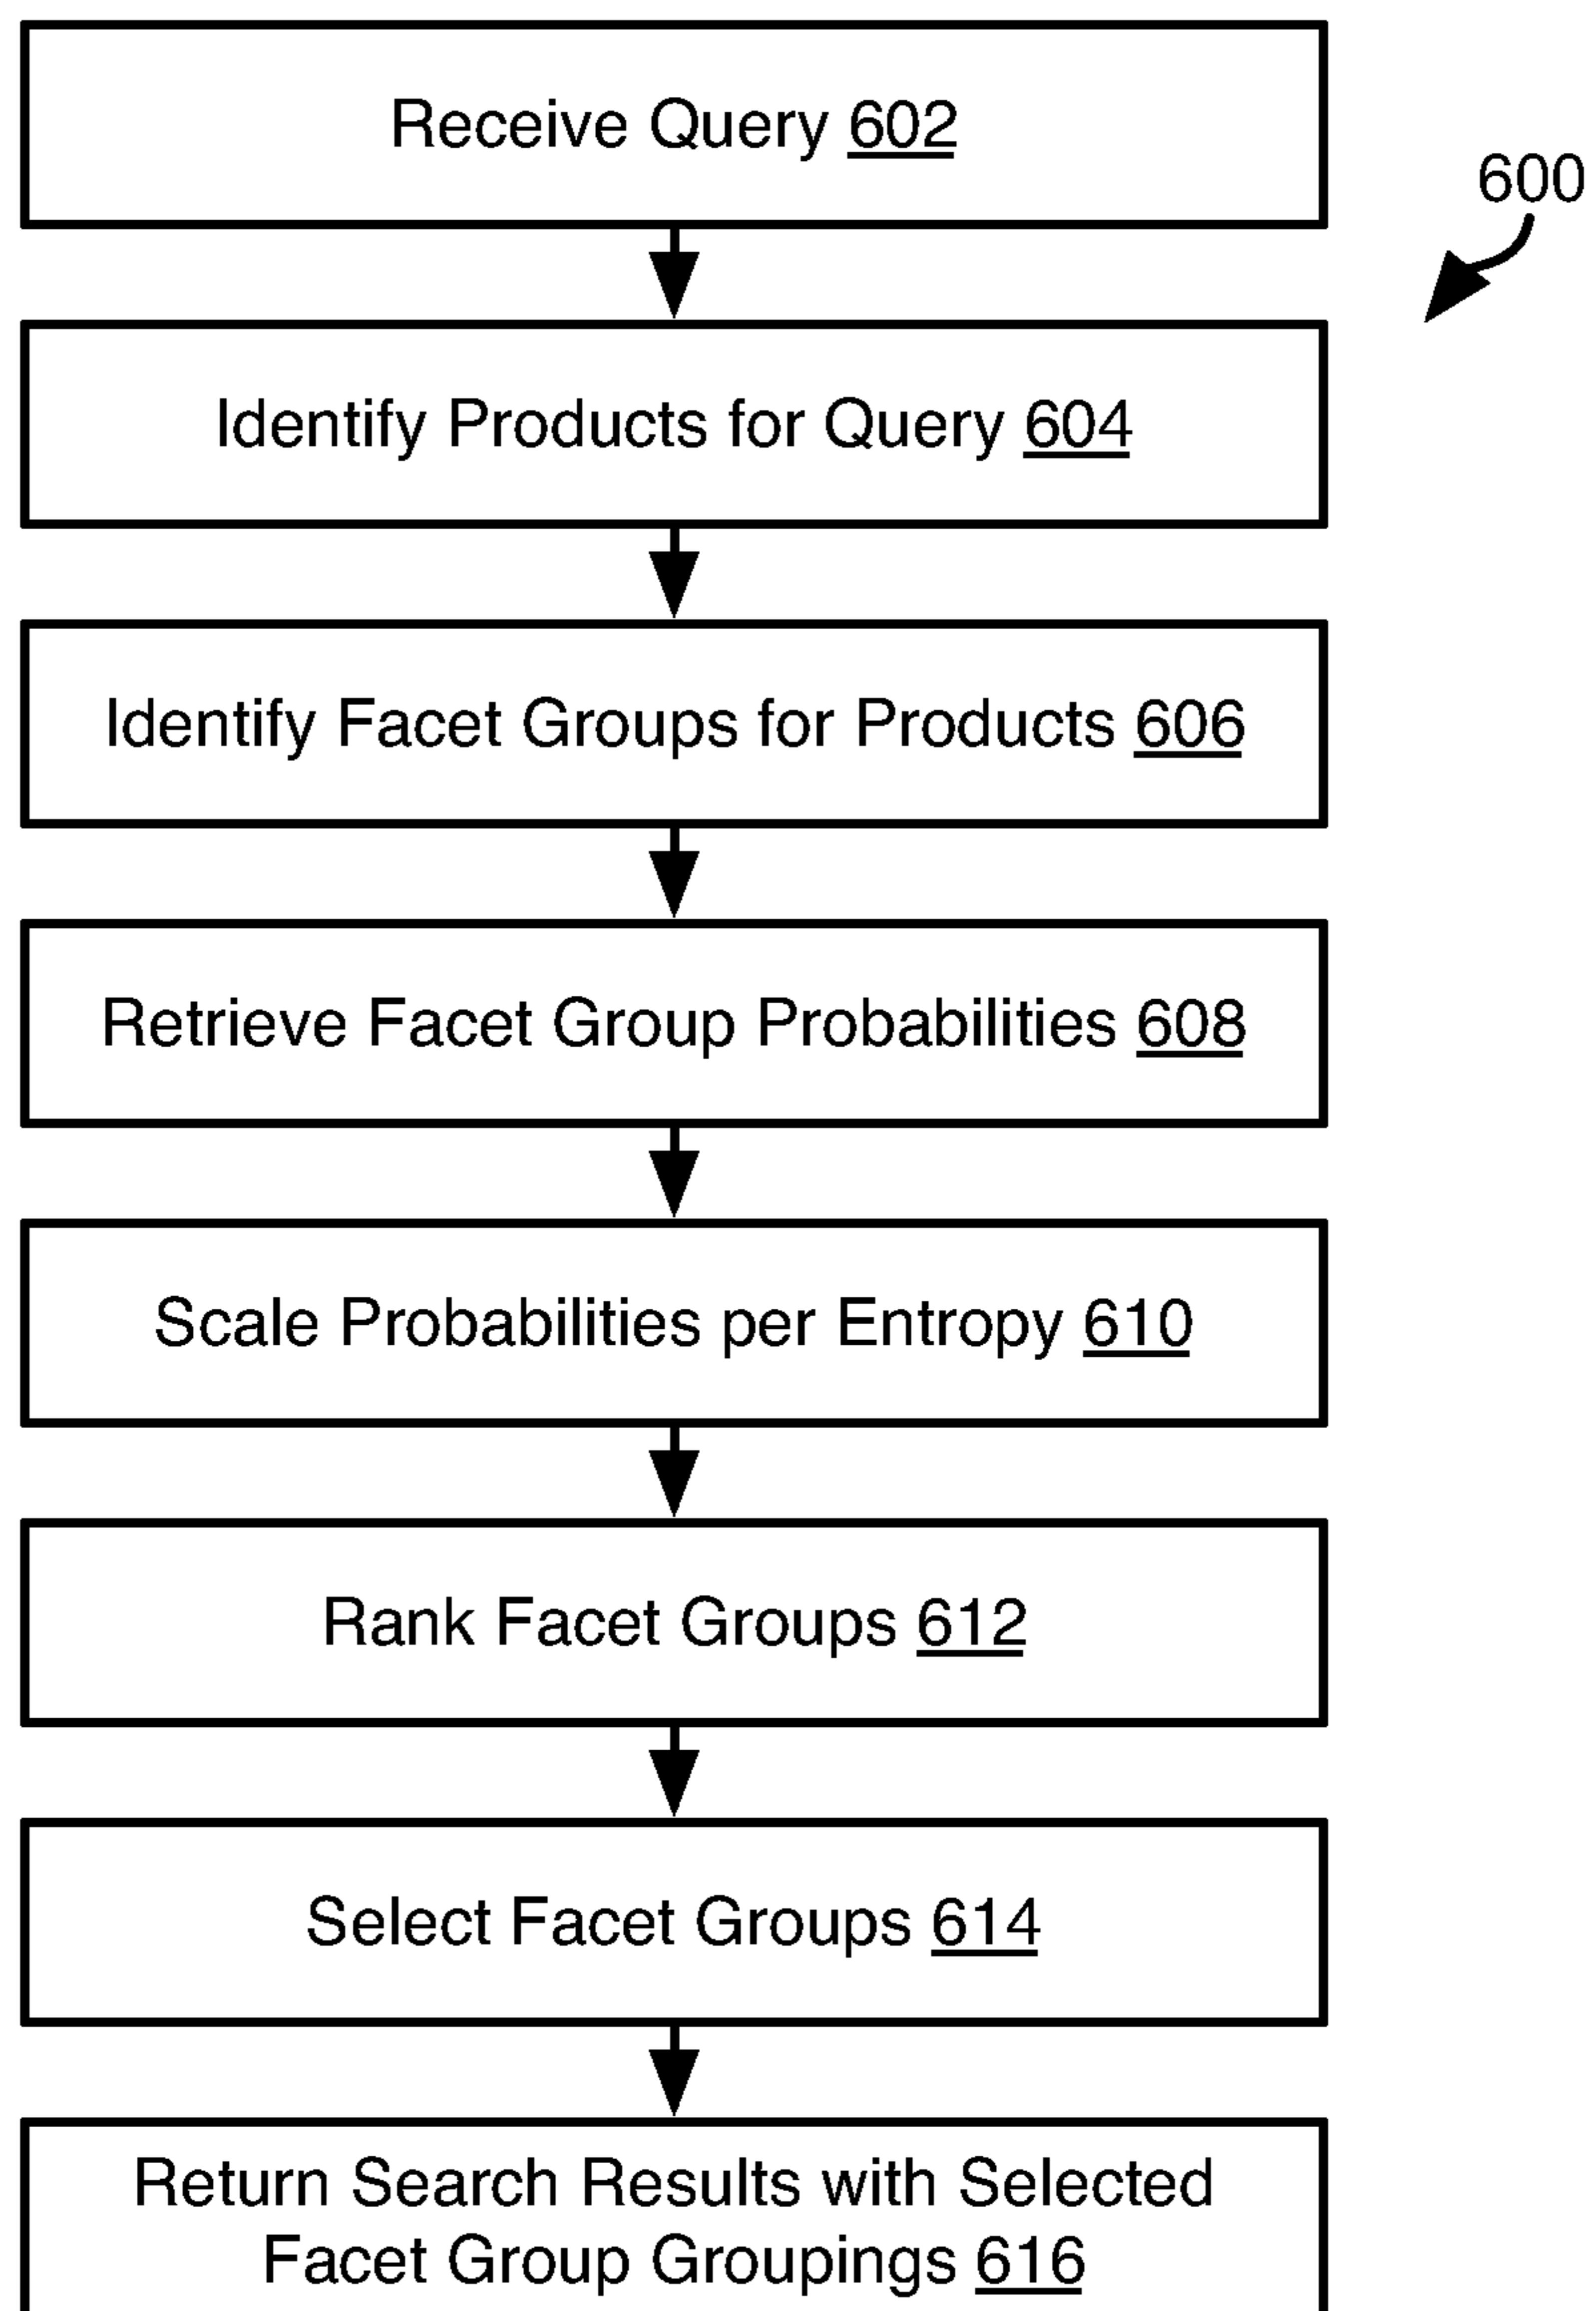 Receive Query 602
600
Identify Products for Query 604
Identify Facet Groups for Products 606
Retrieve Facet Group Probabilities 608
Scale Probabilities per Entropy 610
Rank Facet Groups 612
Select Facet Groups 614
Return Search Results with Selected
Facet Group Groupings 616